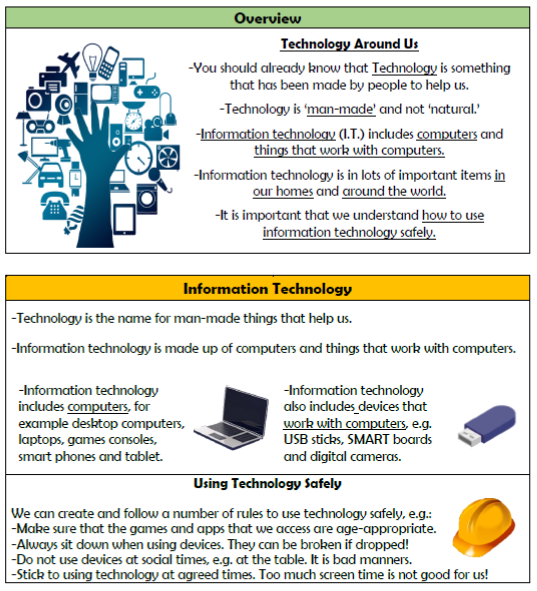 Overview
Technology Around Us
-You should already know that Technology is something
that has been made by people to help us.
-Technology is ‘man-made’ and not ‘natural.’
-Information technology (I.T.) includes computers and
things that work with computers.
-Information technology is in lots of important items in
our homes and around the world.
-It is important that we understand how to use
information technology safely.
Information Technology
-Technology is the name for man-made things that help us.
-Information technology is made up of computers and things that work with computers.
-Information technology
includes computers, for
example desktop computers,
laptops, games consoles,
smart phones and tablet.
-Information technology
also includes devices that
work with computers, e.g.
USB sticks, SMART boards
and digital cameras.
Using Technology Safely
We can create and follow a number of rules to use technology safely, e.g.:
-Make sure that the games and apps that we access are age-appropriate.
-Always sit down when using devices. They can be broken if dropped!
-Do not use devices at social times, e.g. at the table. It is bad manners.
-Stick to using technology at agreed times. Too much screen time is not good for us!